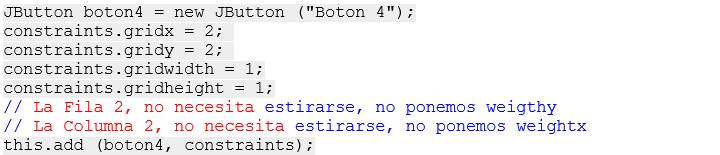 JButton boton4 = new JButton ("Boton 4");
constraints.gridx = 2;
constraints.gridy = 2;
constraints.gridwidth = 1;
constraints.gridheight = 1;
// La Fila 2, no necesita estirarse, no ponemos weigthy
// La Columna 2, no necesita estirarse, no ponemos weightx
this.add (boton4, constraints);